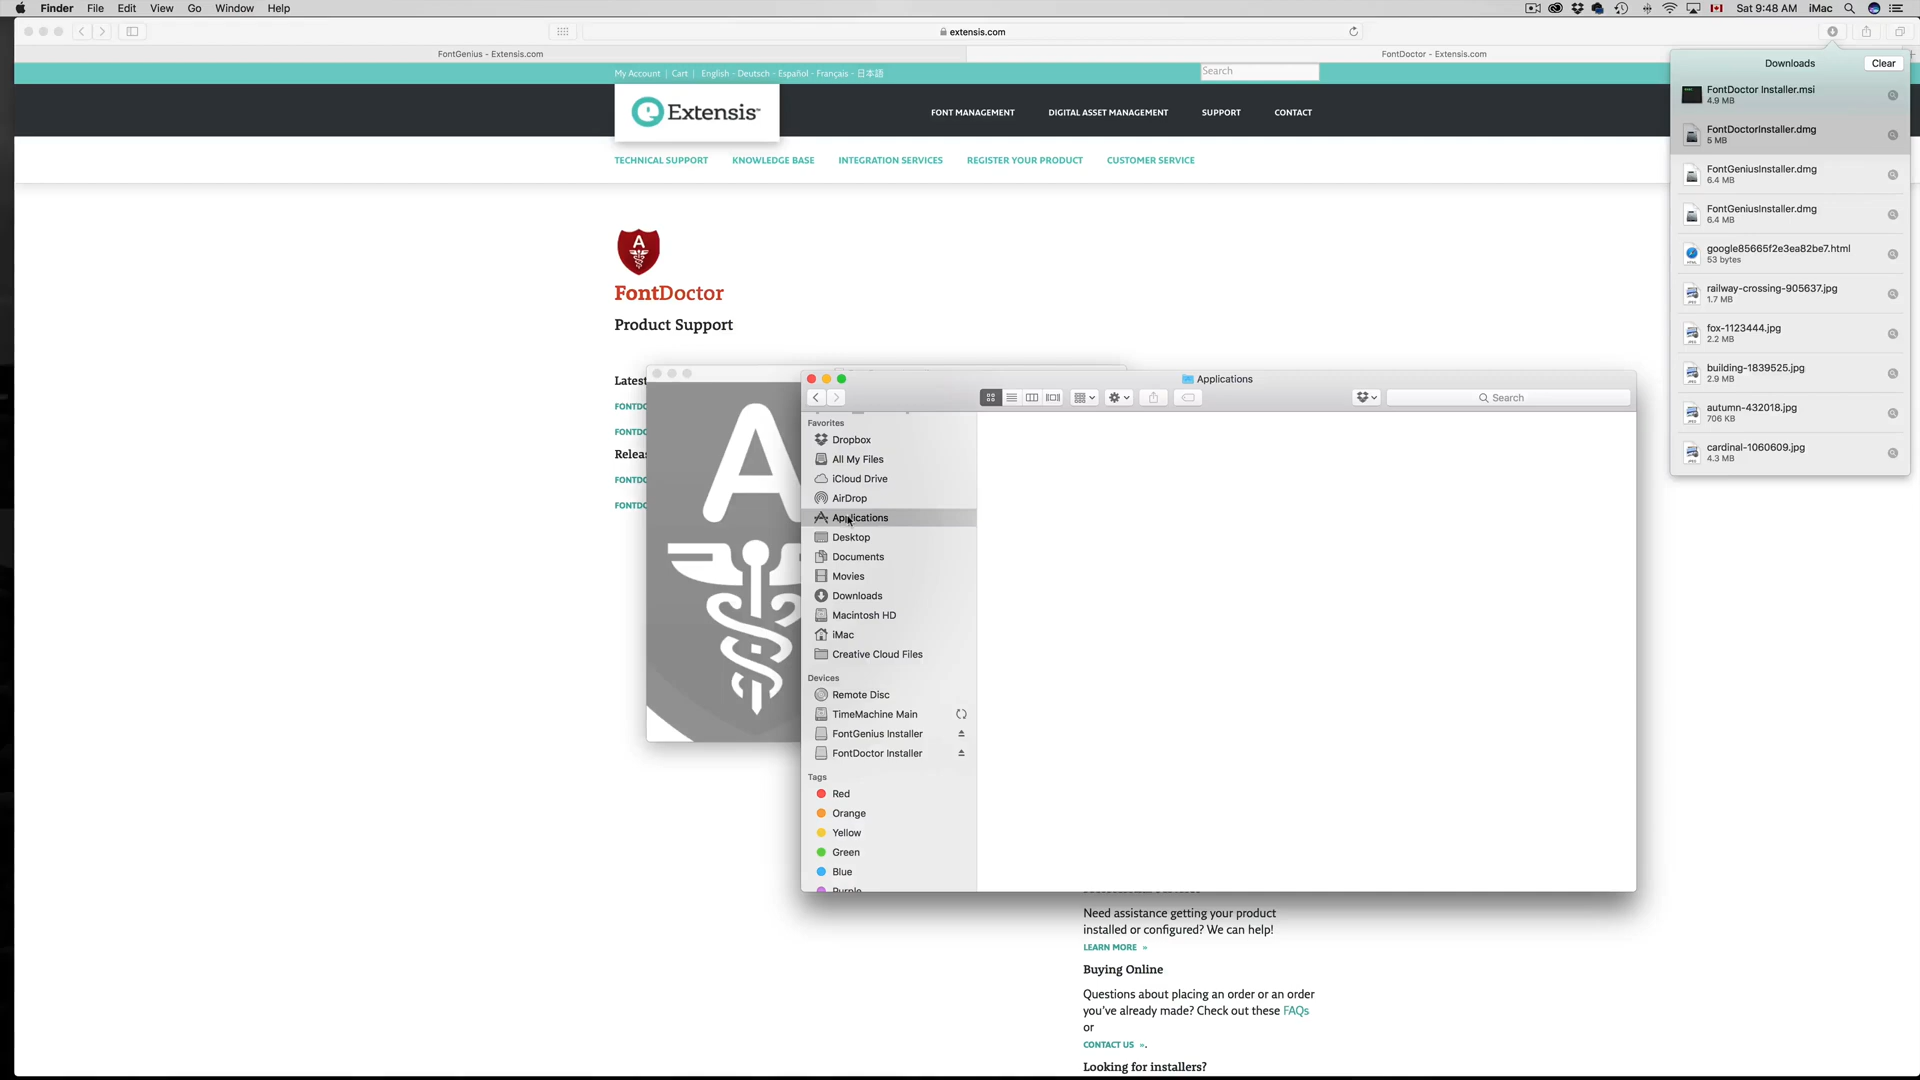 Finder File Edit View Go Window Help
Sat 9:48 AM iMac
extensis.com
FontGenius - Extensis.com
FontDoctor - Extensis.com
My Account | Cart | English - Deutsch - Español - Français - 日本語
Search
Extensis™
FONT MANAGEMENT DIGITAL ASSET MANAGEMENT SUPPORT CONTACT
TECHNICAL SUPPORT KNOWLEDGE BASE INTEGRATION SERVICES REGISTER YOUR PRODUCT CUSTOMER SERVICE
A
FontDoctor
Product Support
Latest
FONTDO
FONTDO
Relea
FONTDO
FONTDO
A
Applications
Search
Favorites
Dropbox
All My Files
iCloud Drive
AirDrop
Applications
Desktop
Documents
Movies
Downloads
Macintosh HD
iMac
Creative Cloud Files
Devices
Remote Disc
TimeMachine Main
FontGenius Installer
FontDoctor Installer
Tags
Red
Orange
Yellow
Green
Blue
Purple
Need assistance getting your product
installed or configured? We can help!
LEARN MORE »
Buying Online
Questions about placing an order or an order
you've already made? Check out these FAQs
or
CONTACT US ».
Looking for installers?
Downloads
Clear
FontDoctor Installer.msi
4.9 MB
FontDoctorInstaller.dmg
5 MB
FontGeniusInstaller.dmg
6.4 MB
FontGeniusInstaller.dmg
6.4 MB
google85665f2e3ea82be7.html
53 bytes
railway-crossing-905637.jpg
1.7 MB
fox-1123444.jpg
2.2 MB
building-1839525.jpg
2.9 MB
autumn-432018.jpg
706 KB
cardinal-1060609.jpg
4.3 MB